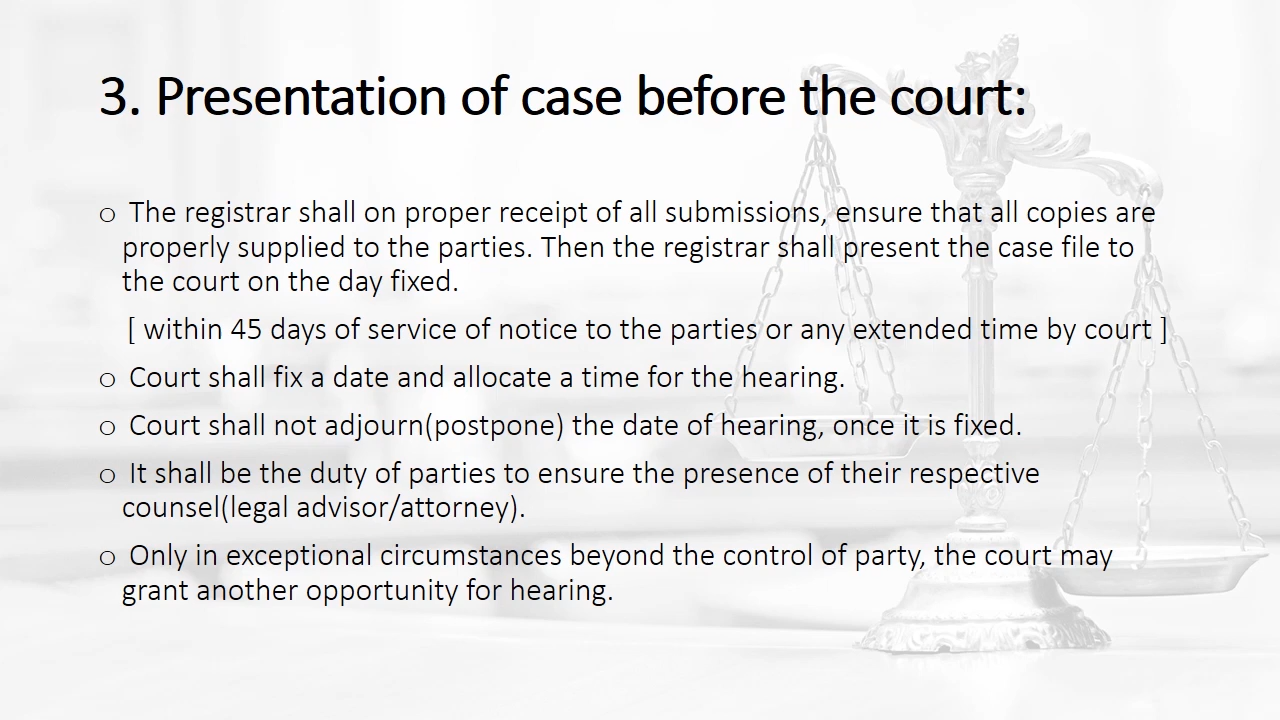 3. Presentation of case before the court:
o The registrar shall on proper receipt of all submissions, ensure that all copies are
properly supplied to the parties. Then the registrar shall present the case file to
the court on the day fixed.
[ within 45 days of service of notice to the parties or any extended time by court ]
o Court shall fix a date and allocate a time for the hearing.
o Court shall not adjourn(postpone) the date of hearing, once it is fixed.
o It shall be the duty of parties to ensure the presence of their respective
counsel(legal advisor/attorney).
o Only in exceptional circumstances beyond the control of party, the court may
grant another opportunity for hearing.